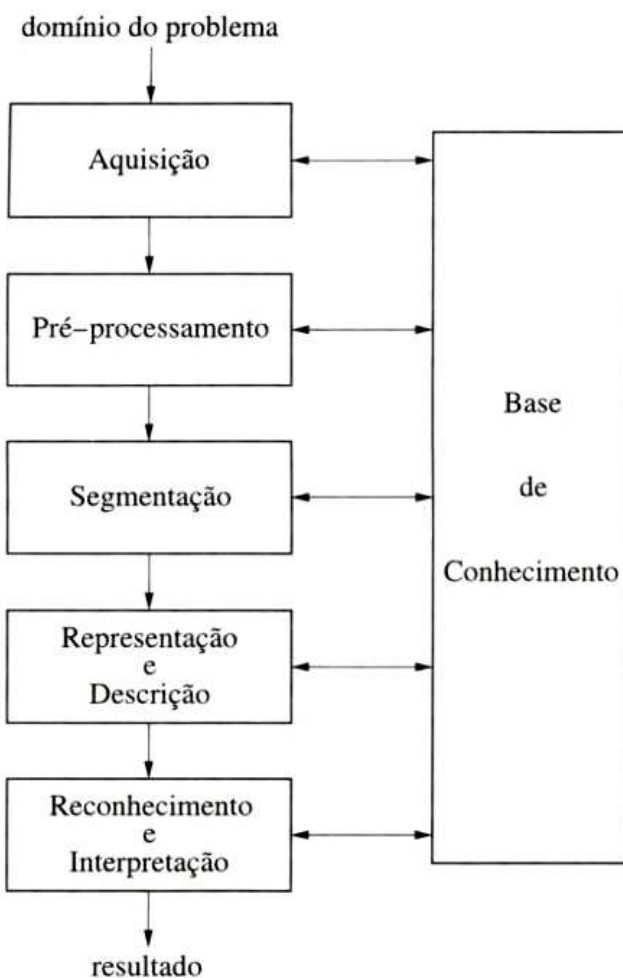 domínio do problema
Aquisição
Pré-processamento
Segmentação
Representação
e
Descrição
Reconhecimento
e
Interpretação
resultado
Base
de
Conhecimento